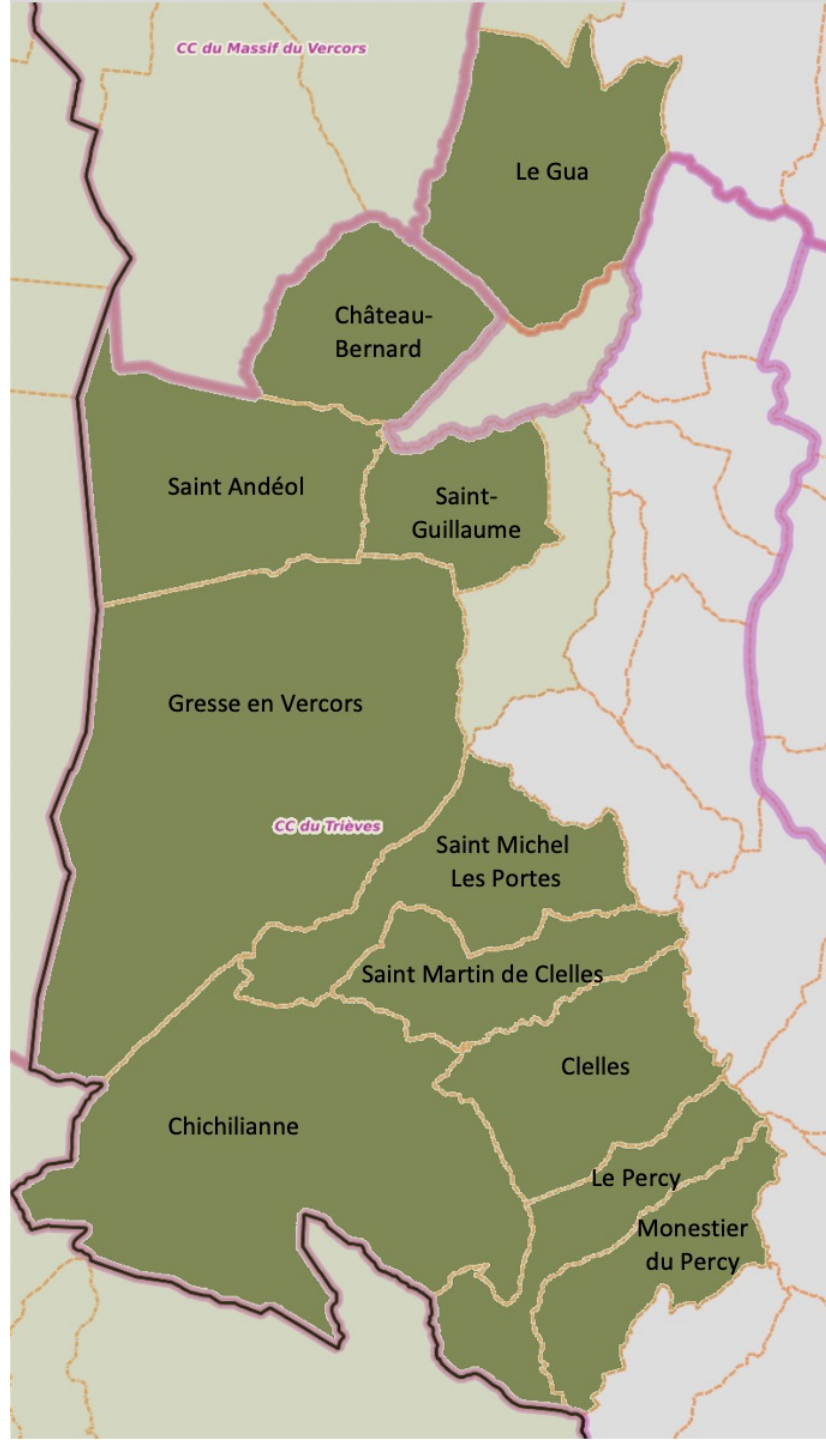 CC du Massif du Vercors
Le Gua
Château-
Bernard
Saint Andéol
Saint-
Guillaume
Gresse en Vercors
CC du Trièves
Saint Michel
Les Portes
Saint Martin de Clelles
Clelles
Chichilianne
Le Percy
Monestier
du Percy